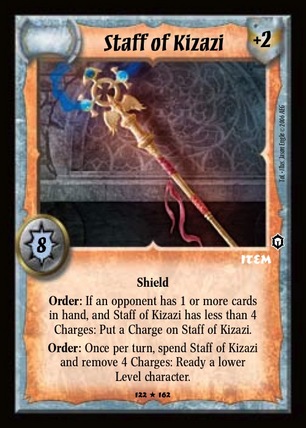 Staff of Kizazi
+2
8
ITEM
Shield
Order: If an opponent has 1 or more cards
in hand, and Staff of Kizazi has less than 4
Charges: Put a Charge on Staff of Kizazi.
Order: Once per turn, spend Staff of Kizazi
and remove 4 Charges: Ready a lower
Level character.
122 ★ 162